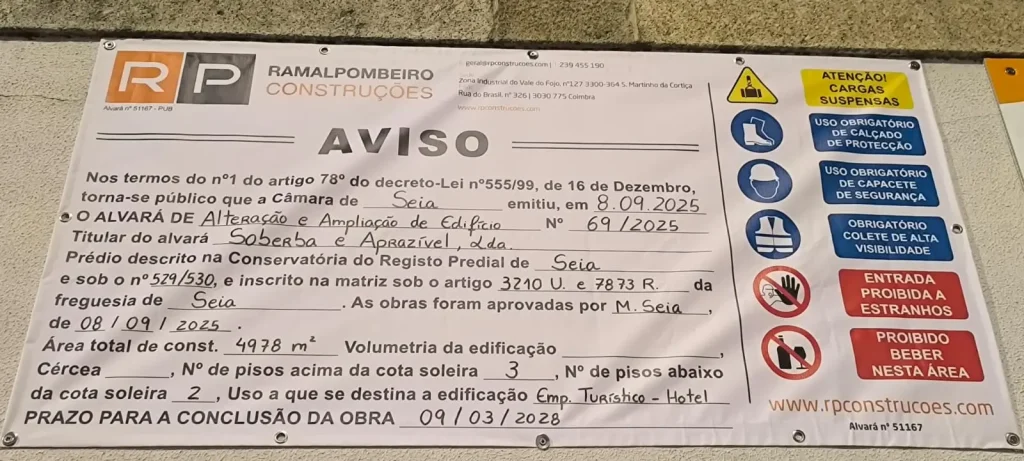 RP
RAMALPOMBEIRO
CONSTRUÇÕES
Alvará nº 51167 - PUB
geral@rpconstrucoes.com | 239 455 190
Zona Industrial do Vale do Fojo, nº127 3300-364 S. Martinho da Cortiça
Rua do Brasil, nº 326 | 3030 775 Coimbra
www.rpconstrucoes.com
AVISO
Nos termos do nº1 do artigo 78º do decreto-Lei nº555/99, de 16 de Dezembro,
torna-se público que a Câmara de Seia emitiu, em 8.09.2025
O ALVARÁ DE Alteração e Ampliação de Edifício Nº 69/2025
Titular do alvará Soberba e Aprazível, Lda.
Prédio descrito na Conservatória do Registo Predial de Seia
e sob o nº 529/530, e inscrito na matriz sob o artigo 3210 U. e 7873 R. da
freguesia de Seia. As obras foram aprovadas por M. Seia,
de 08/09/2025.
Área total de const. 4978 m² Volumetria da edificação ,
Cércea , Nº de pisos acima da cota soleira 3, Nº de pisos abaixo
da cota soleira 2, Uso a que se destina a edificação Emp. Turístico - Hotel
PRAZO PARA A CONCLUSÃO DA OBRA 09/03/2028
ATENÇÃO!
CARGAS
SUSPENSAS
USO OBRIGATÓRIO
DE CALÇADO
DE PROTECÇÃO
USO OBRIGATÓRIO
DE CAPACETE
DE SEGURANÇA
OBRIGATÓRIO
COLETE DE ALTA
VISIBILIDADE
ENTRADA
PROIBIDA A
ESTRANHOS
PROIBIDO
BEBER
NESTA ÁREA
www.rpconstrucoes.com
Alvará nº 51167